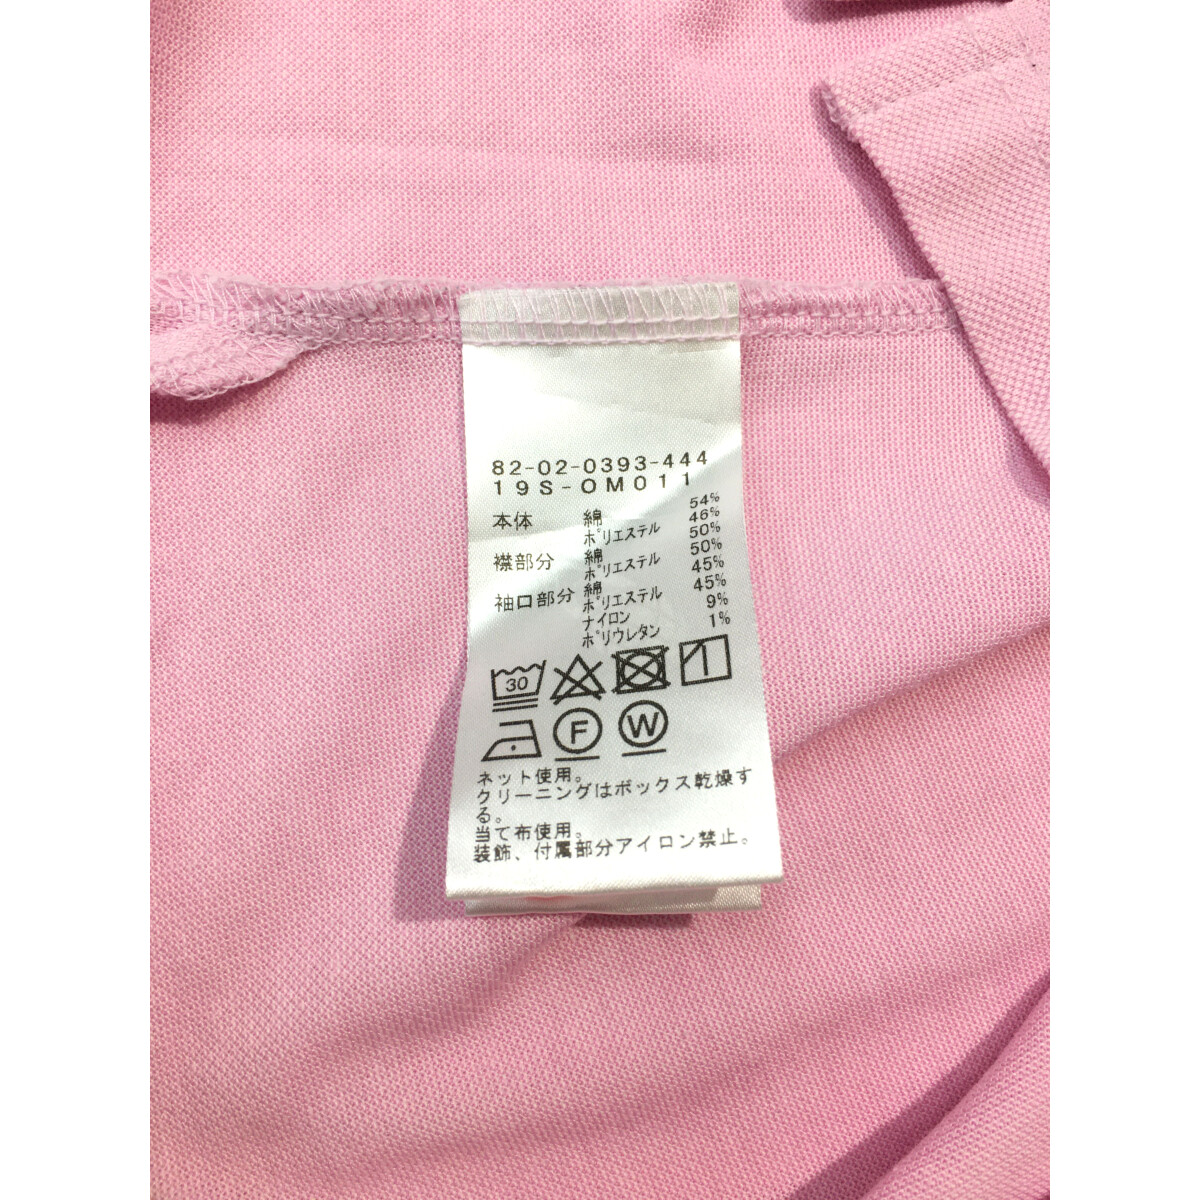 82-02-0393-444
19S-OM011
本体 綿 54%
ポリエステル 46%
襟部分 綿 50%
ポリエステル 50%
袖口部分 綿 45%
ポリエステル 45%
ナイロン 9%
ポリウレタン 1%
30
F W
ネット使用。
クリーニングはボックス乾燥す
る。
当て布使用。
装飾、付属部分アイロン禁止。